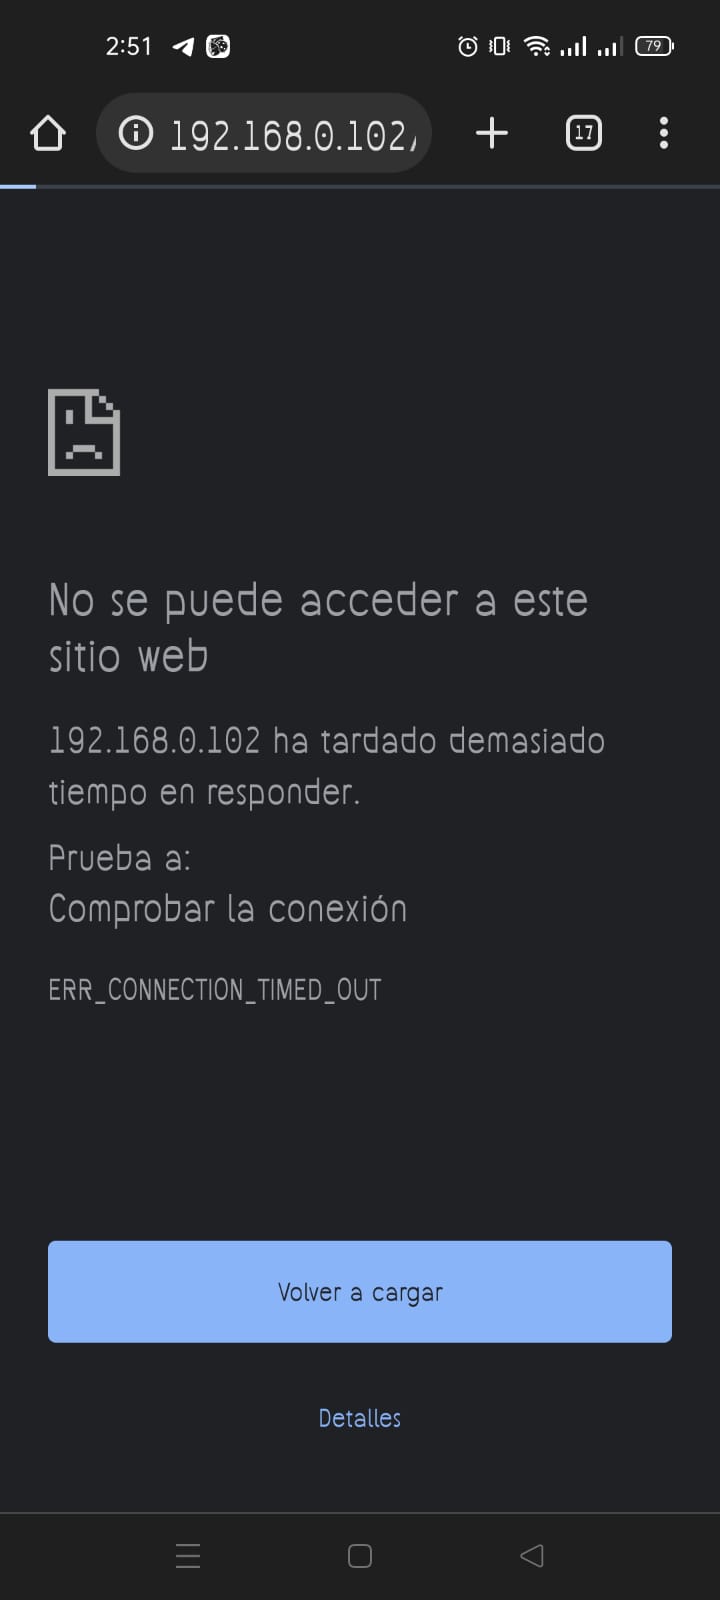 2:51
79
192.168.0.102/
17
No se puede acceder a este
sitio web
192.168.0.102 ha tardado demasiado
tiempo en responder.
Prueba a:
Comprobar la conexión
ERR_CONNECTION_TIMED_OUT
Volver a cargar
Detalles